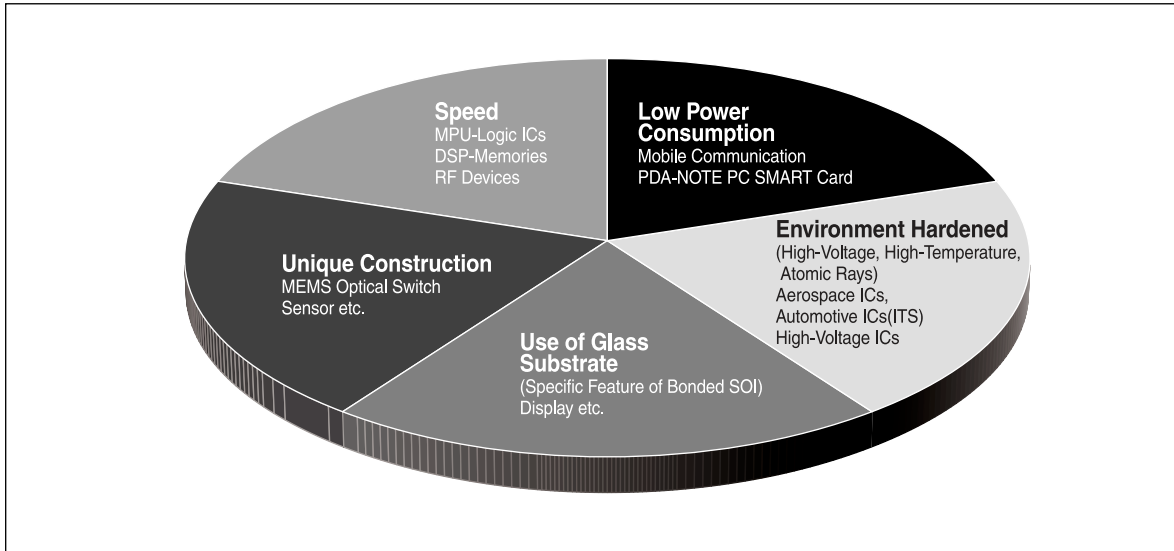 Speed
MPU-Logic ICs
DSP-Memories
RF Devices
Low Power
Consumption
Mobile Communication
PDA-NOTE PC SMART Card
Environment Hardened
(High-Voltage, High-Temperature,
Atomic Rays)
Aerospace ICs,
Automotive ICs(ITS)
High-Voltage ICs
Unique Construction
MEMS Optical Switch
Sensor etc.
Use of Glass
Substrate
(Specific Feature of Bonded SOI)
Display etc.